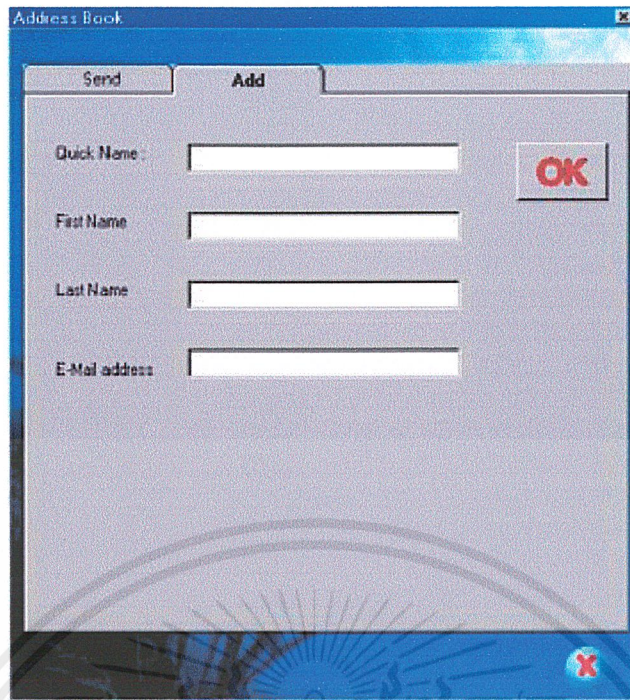 Address Book
Send
Add
Quick Name :
OK
First Name
Last Name
E-Mail address